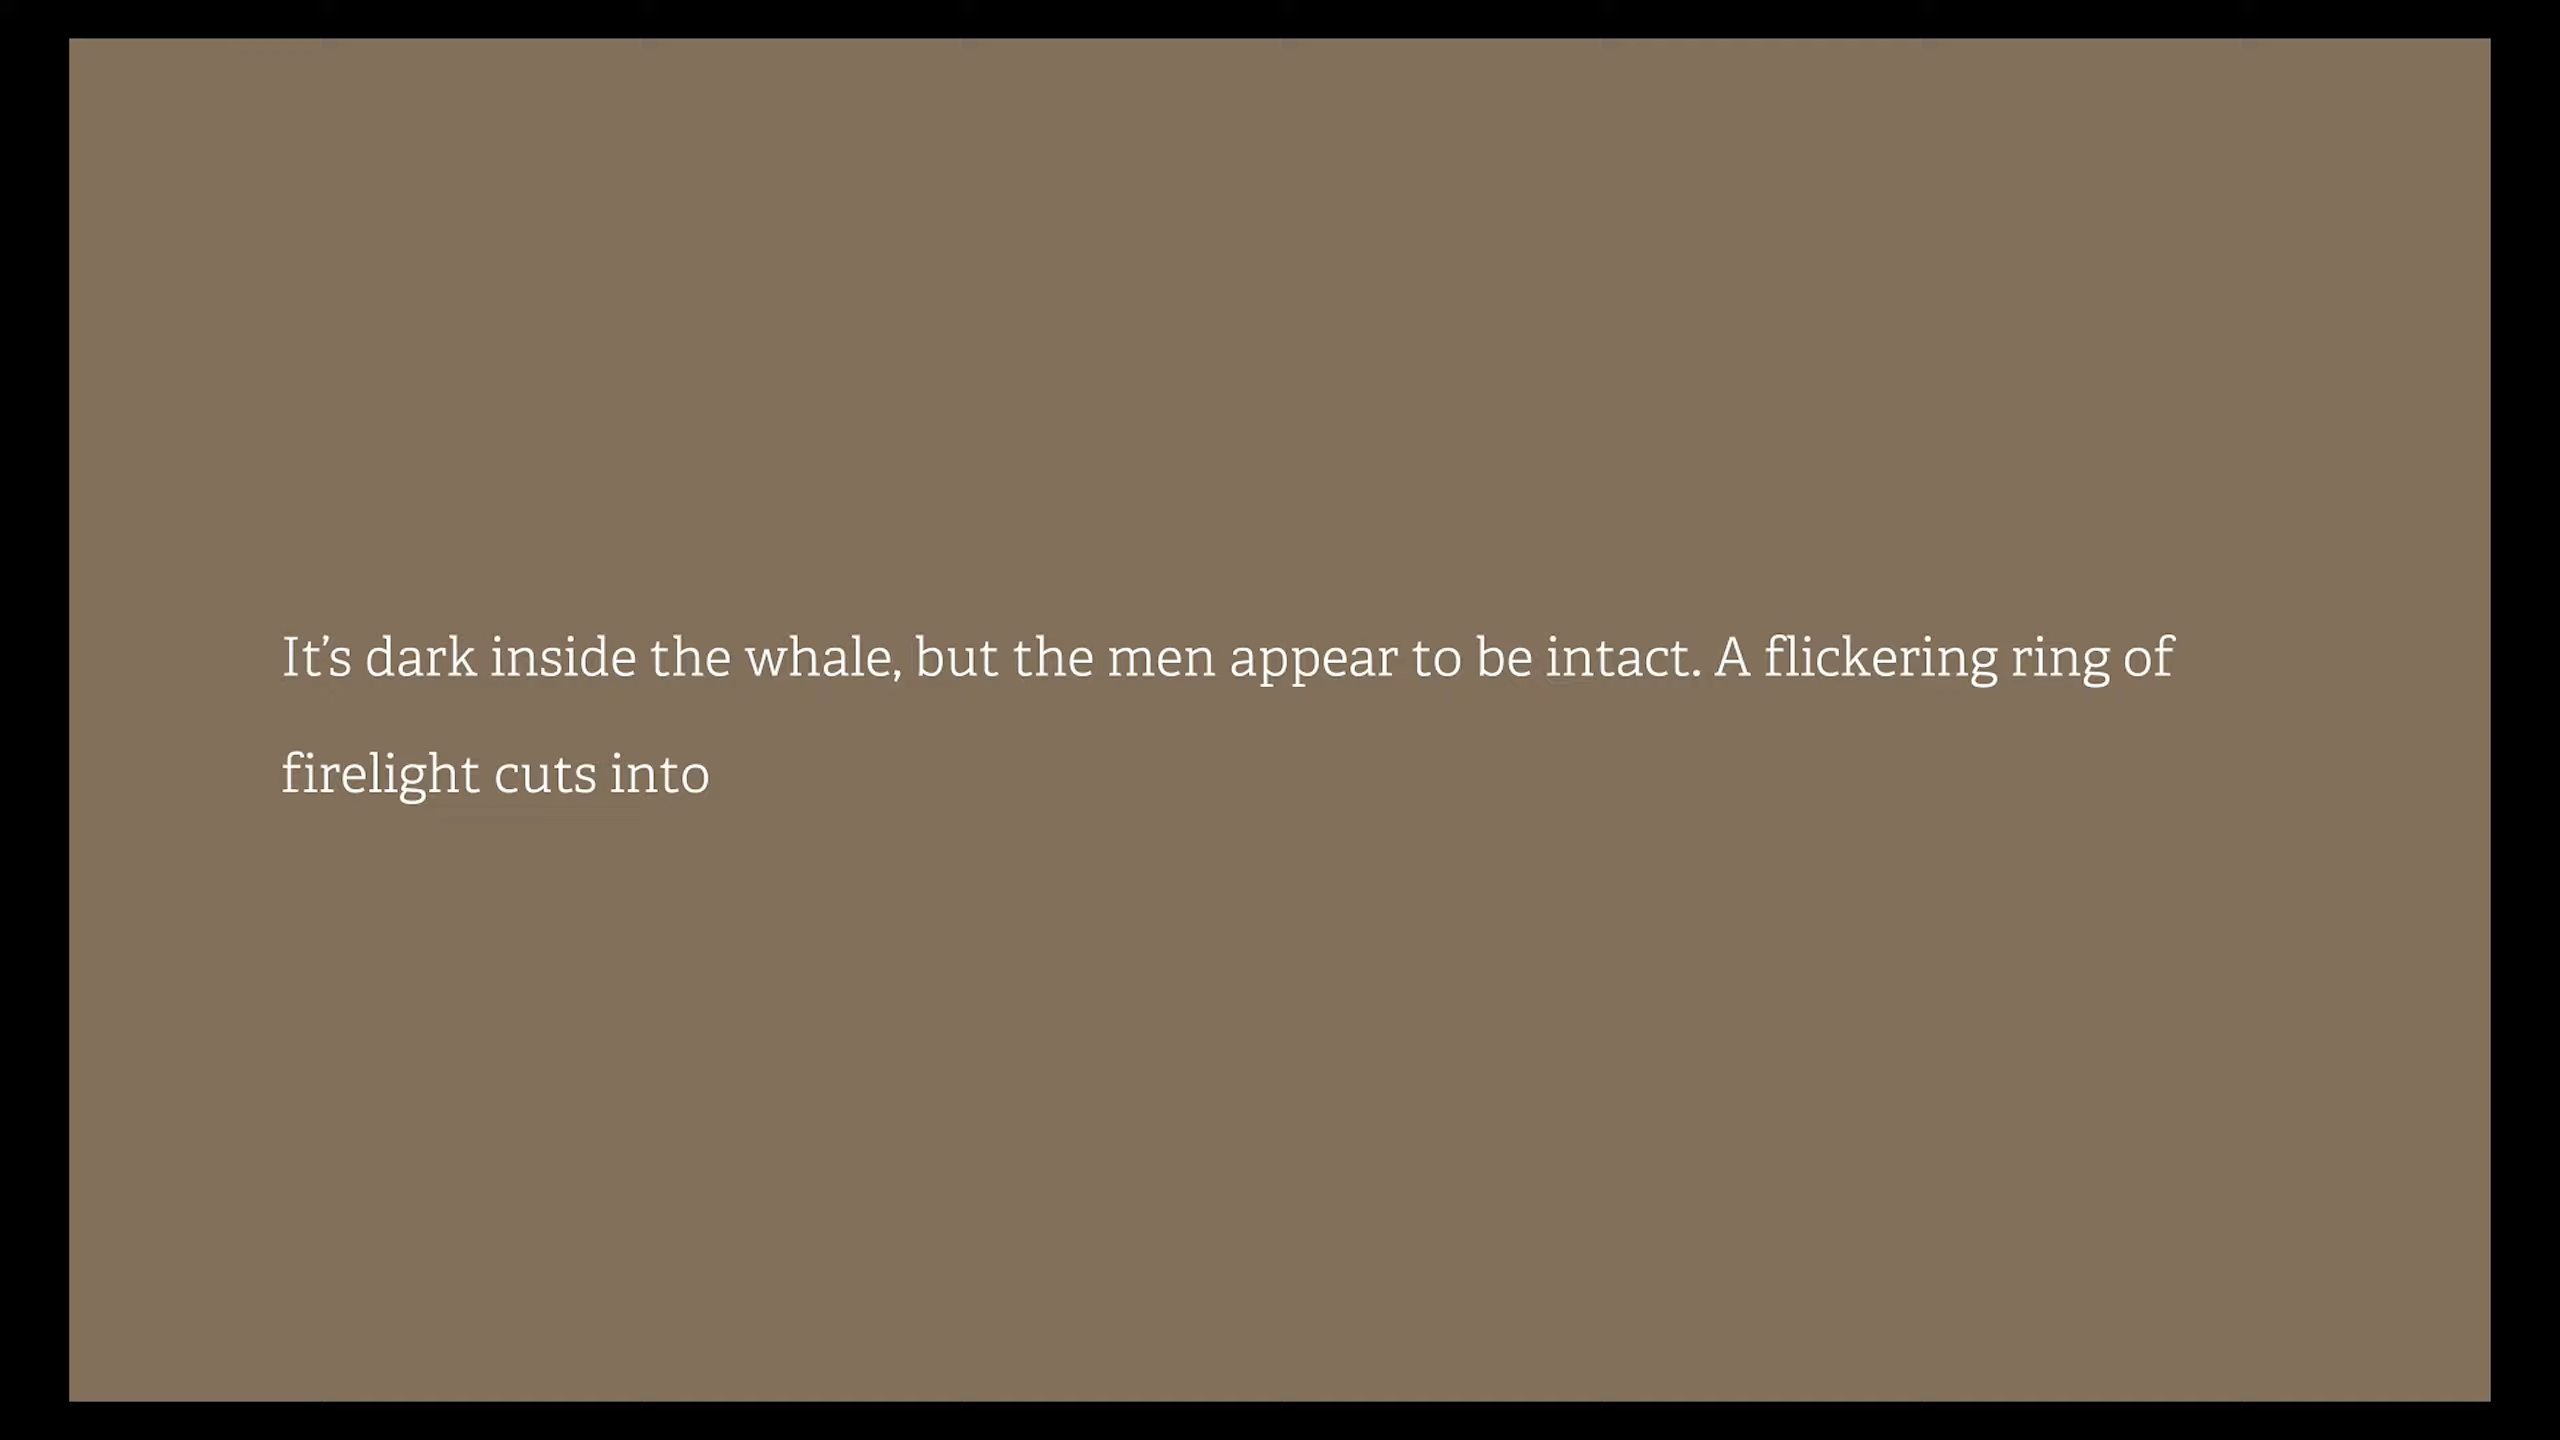 It’s dark inside the whale, but the men appear to be intact. A flickering ring of
firelight cuts into